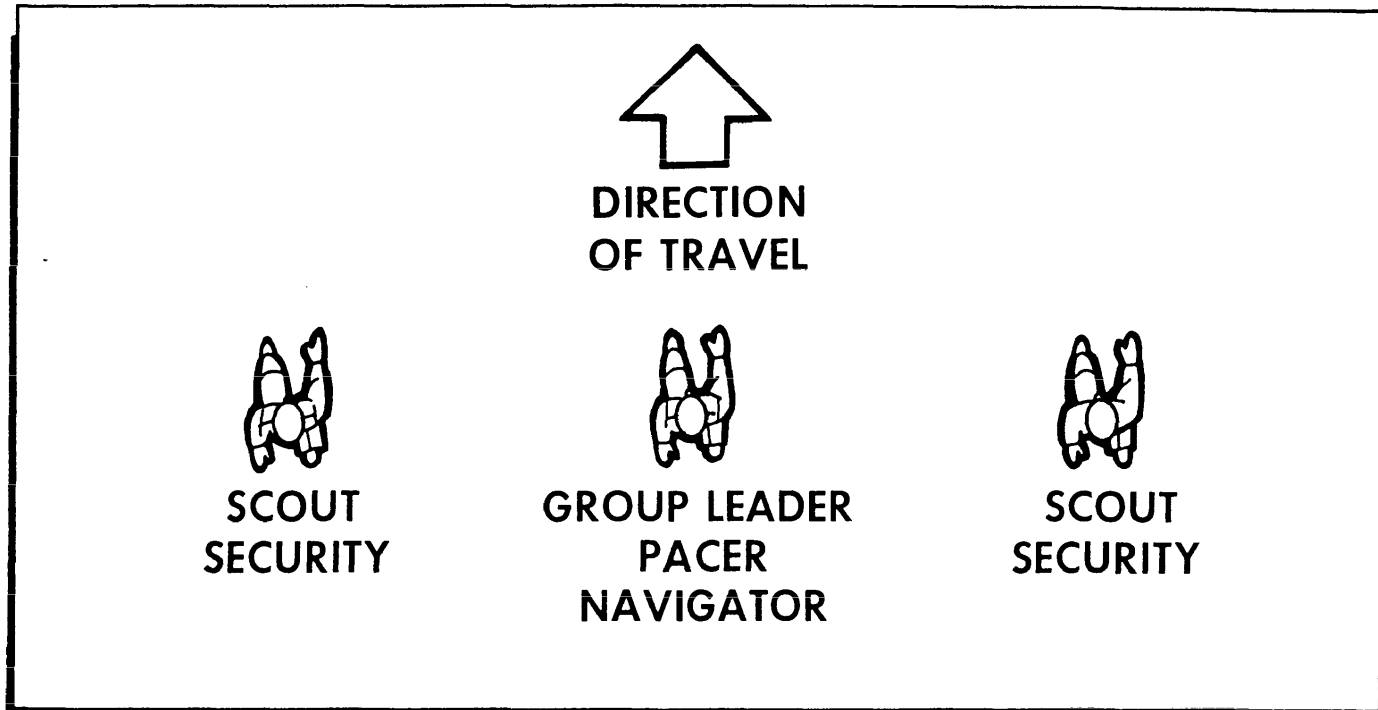 DIRECTION
OF TRAVEL
SCOUT
SECURITY
GROUP LEADER
PACER
NAVIGATOR
SCOUT
SECURITY